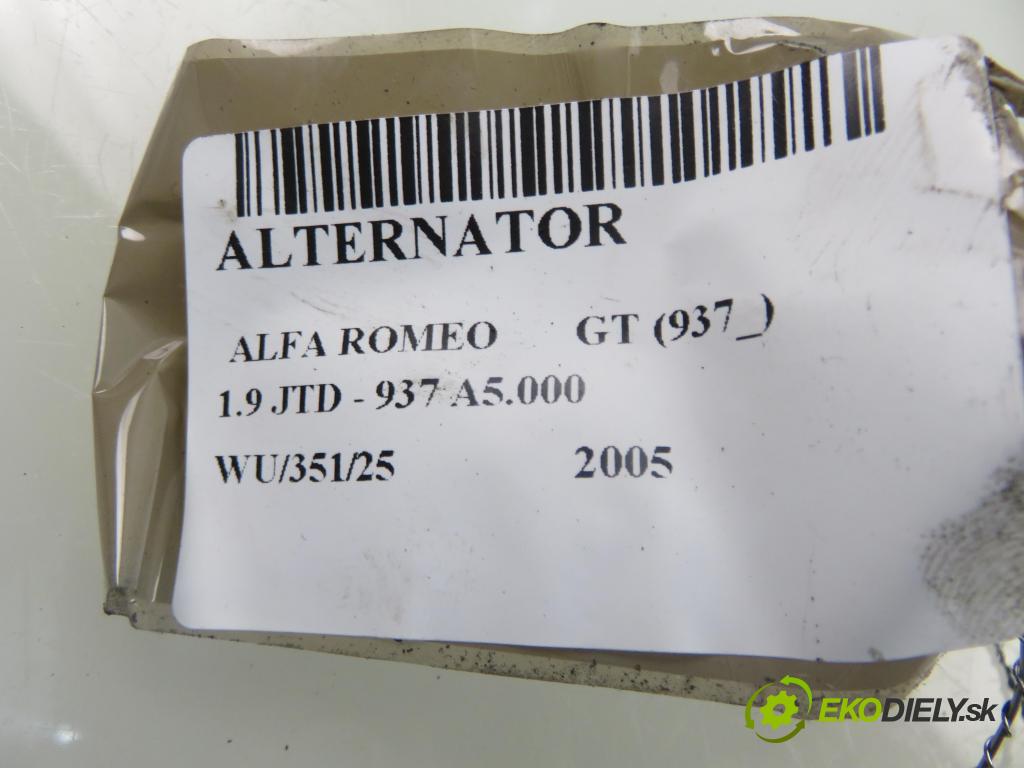 ALTERNATOR
ALFA ROMEO GT (937_)
1.9 JTD - 937 A5.000
WU/351/25 2005
EKODIELY.sk